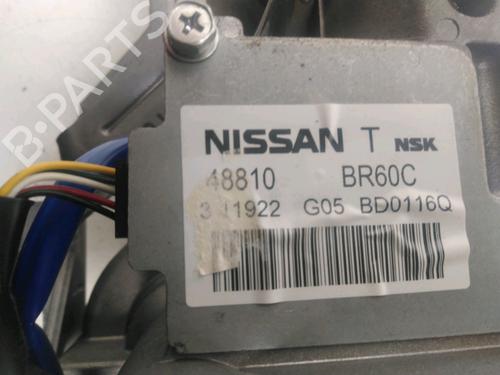 B-PARTS
NISSAN T NSK
48810 BR60C
G05 BD0116Q